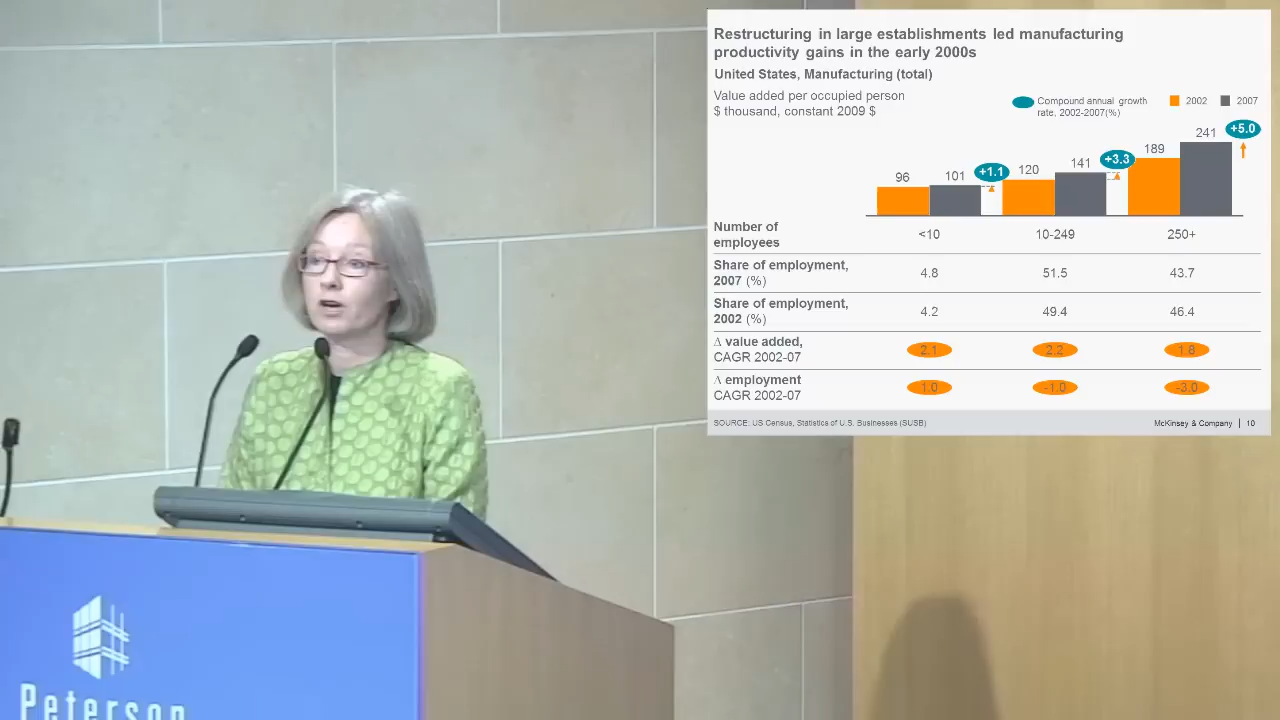 Restructuring in large establishments led manufacturing
productivity gains in the early 2000s
United States, Manufacturing (total)
Value added per occupied person
$ thousand, constant 2009 $
Compound annual growth
rate, 2002-2007(%)
2002
2007
96 101 +1.1 120 141 +3.3 189 241 +5.0
Number of
employees <10 10-249 250+
Share of employment,
2007 (%) 4.8 51.5 43.7
Share of employment,
2002 (%) 4.2 49.4 46.4
Δ value added,
CAGR 2002-07 2.1 2.2 1.8
Δ employment
CAGR 2002-07 1.0 -1.0 -3.0
SOURCE: US Census, Statistics of U.S. Businesses (SUSB)
McKinsey & Company | 10
Peterson